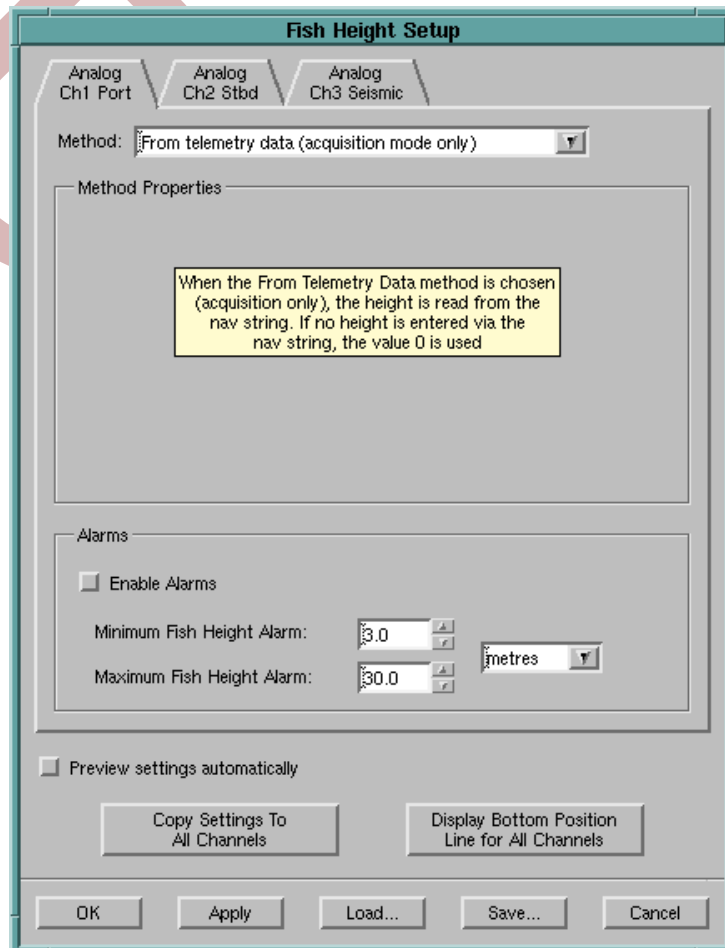 Fish Height Setup
Analog
Ch1 Port
Analog
Ch2 Stbd
Analog
Ch3 Seismic
Method: From telemetry data (acquisition mode only)
Method Properties
When the From Telemetry Data method is chosen
(acquisition only), the height is read from the
nav string. If no height is entered via the
nav string, the value 0 is used
Alarms
Enable Alarms
Minimum Fish Height Alarm: 3.0
metres
Maximum Fish Height Alarm: 30.0
Preview settings automatically
Copy Settings To
All Channels
Display Bottom Position
Line for All Channels
OK Apply Load... Save... Cancel